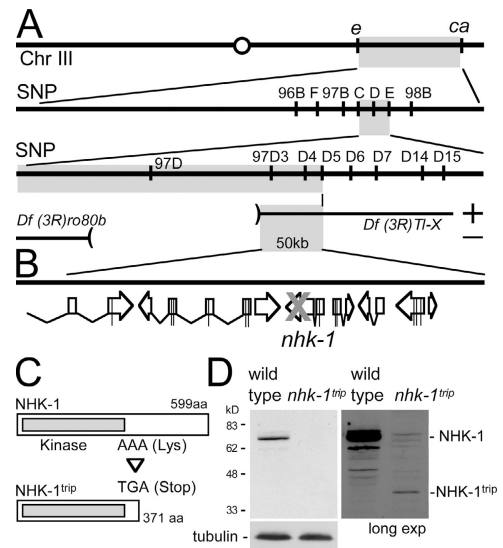 A
e ca
Chr III
SNP
96B F 97B C D E 98B
SNP
97D 97D3 D4 D5 D6 D7 D14 D15
Df (3R)ro80b
Df (3R)Tl-X
+
−
50kb
B
nhk-1
C
NHK-1 599aa
Kinase AAA (Lys)
TGA (Stop)
NHK-1trip
371 aa
D
wild type nhk-1trip
wild type nhk-1trip
kD
83
62
48
33
NHK-1
NHK-1trip
tubulin
long exp